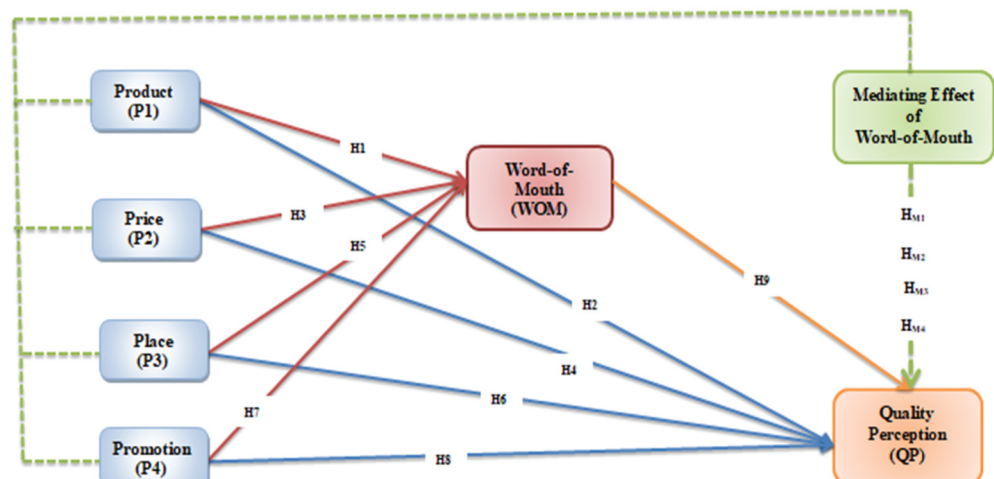 Product
(P1)
Mediating Effect
of
Word-of-Mouth
H1
Word-of-
Mouth
(WOM)
Price
(P2)
H3
HM1
H5
HM2
H9
HM3
H2
HM4
Place
(P3)
H4
H6
H7
Quality
Perception
(QP)
Promotion
(P4)
H8